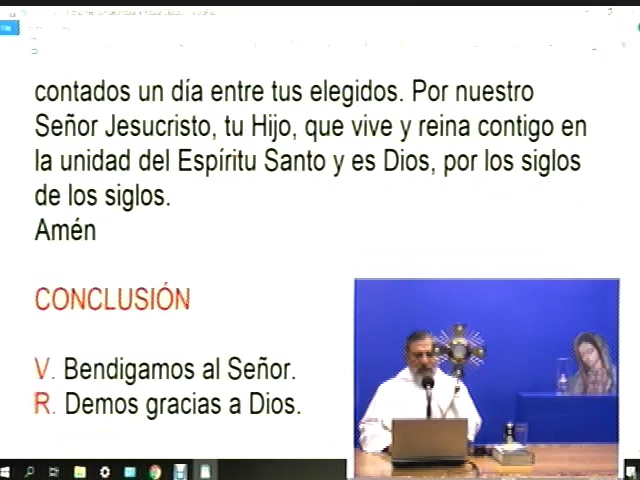 contados un día entre tus elegidos. Por nuestro
Señor Jesucristo, tu Hijo, que vive y reina contigo en
la unidad del Espíritu Santo y es Dios, por los siglos
de los siglos.
Amén
CONCLUSIÓN
V. Bendigamos al Señor.
R. Demos gracias a Dios.